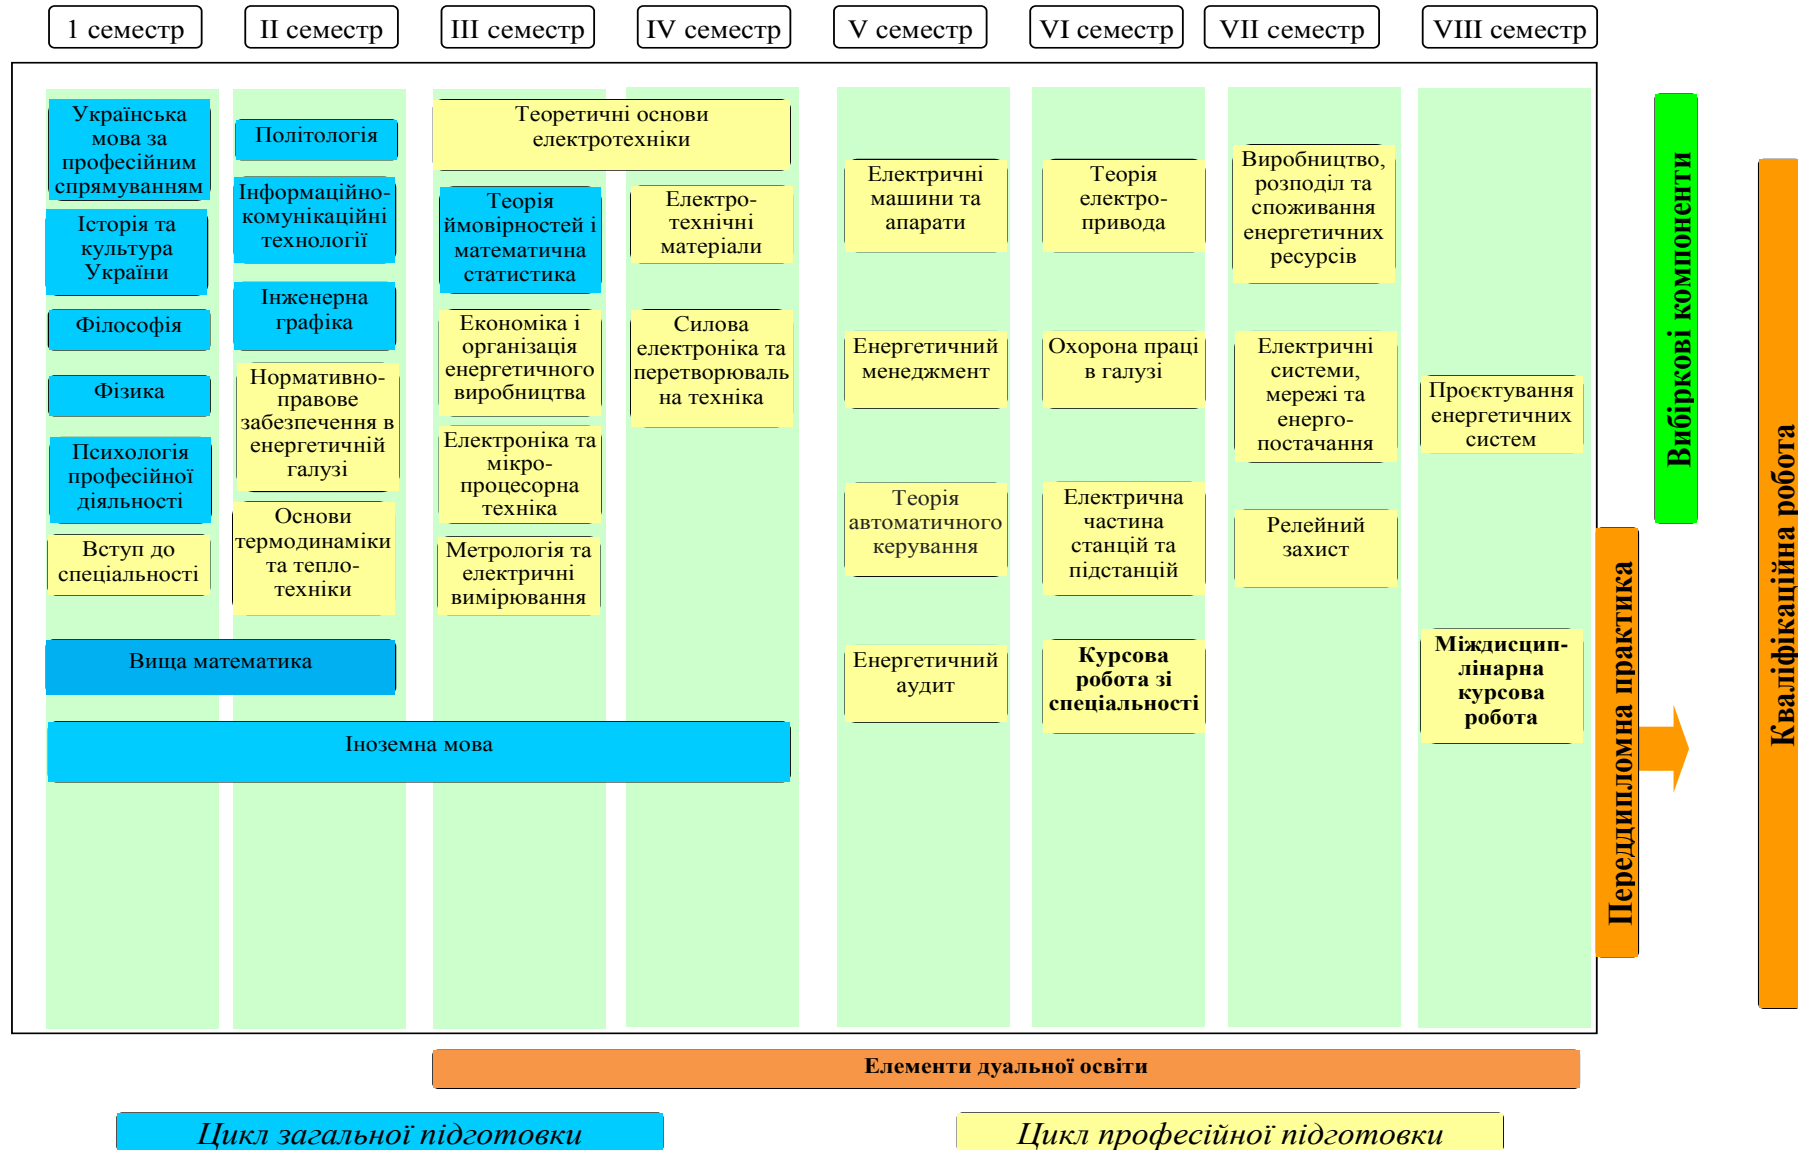 1 семестр
II семестр
III семестр
IV семестр
V семестр
VI семестр
VII семестр
VIII семестр
Українська
мова за
професійним
спрямуванням
Історія та
культура
України
Філософія
Фізика
Психологія
професійної
діяльності
Вступ до
спеціальності
Політологія
Інформаційно-
комунікаційні
технології
Інженерна
графіка
Нормативно-
правове
забезпечення в
енергетичній
галузі
Основи
термодинаміки
та тепло-
техніки
Вища математика
Іноземна мова
Теоретичні основи
електротехніки
Теорія
ймовірностей і
математична
статистика
Економіка і
організація
енергетичного
виробництва
Електроніка та
мікро-
процесорна
техніка
Метрологія та
електричні
вимірювання
Електро-
технічні
матеріали
Силова
електроніка та
перетворюваль
на техніка
Електричні
машини та
апарати
Енергетичний
менеджмент
Теорія
автоматичного
керування
Енергетичний
аудит
Теорія
електро-
привода
Охорона праці
в галузі
Електрична
частина
станцій та
підстанцій
Курсова
робота зі
спеціальності
Виробництво,
розподіл та
споживання
енергетичних
ресурсів
Електричні
системи,
мережі та
енерго-
постачання
Релейний
захист
Проєктування
енергетичних
систем
Міждисцип-
лінарна
курсова
робота
Переддипломна практика
Вибіркові компоненти
Кваліфікаційна робота
Елементи дуальної освіти
Цикл загальної підготовки
Цикл професійної підготовки